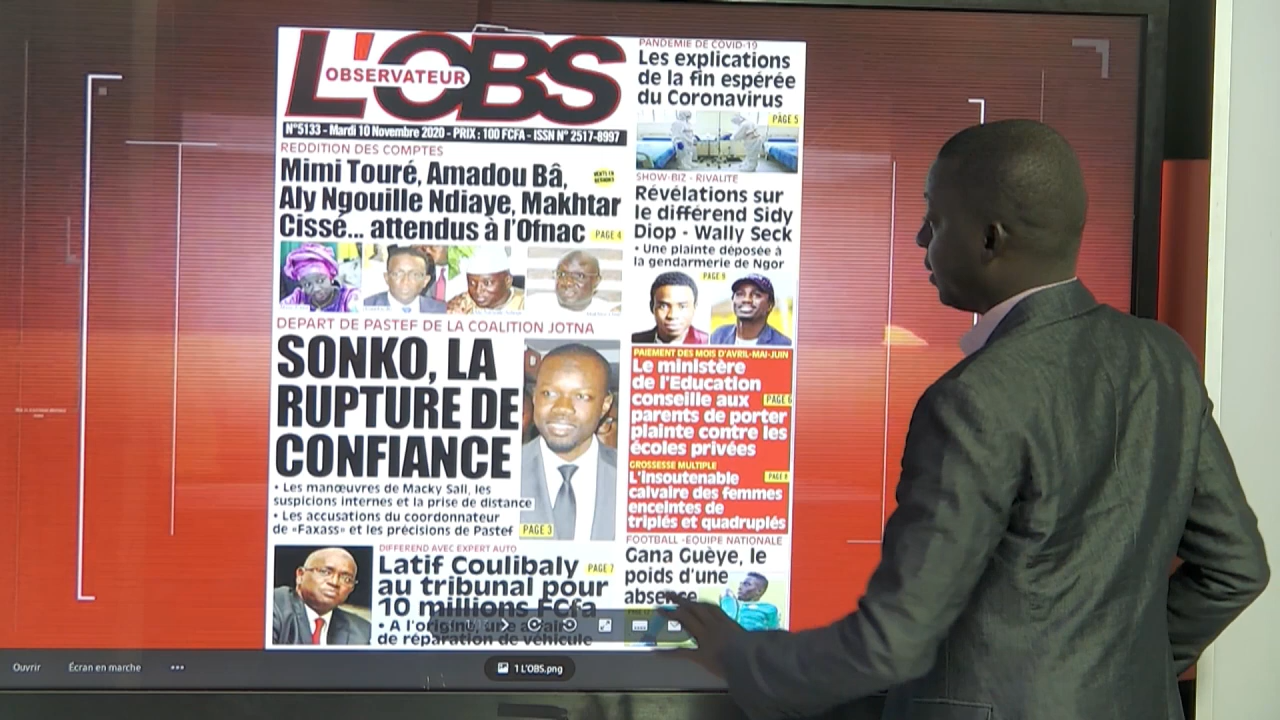 L'OBS
OBSERVATEUR
N°5133 - Mardi 10 Novembre 2020 - PRIX : 100 FCFA - ISSN N° 2517-8997
REDDITION DES COMPTES
Mimi Touré, Amadou Bâ,
Aly Ngouille Ndiaye, Makhtar
Cissé... attendus à l'Ofnac
PAGE 4
DEPART DE PASTEF DE LA COALITION JOTNA
SONKO, LA
RUPTURE DE
CONFIANCE
• Les manœuvres de Macky Sall, les
suspicions internes et la prise de distance
• Les accusations du coordonnateur
de «Faxass» et les précisions de Pastef
PAGE 3
DIFFEREND AVEC EXPERT AUTO
Latif Coulibaly
PAGE 7
au tribunal pour
10 millions FCfa
• A l'origine, une affaire
de réparation de véhicule
PANDEMIE DE COVID-19
Les explications
de la fin espérée
du Coronavirus
PAGE 5
SHOW-BIZ - RIVALITE
Révélations sur
le différend Sidy
Diop - Wally Seck
• Une plainte déposée à
la gendarmerie de Ngor
PAGE 9
PAIEMENT DES MOIS D'AVRIL-MAI-JUIN
Le ministère
de l'Education
conseille aux
PAGE 6
parents de porter
plainte contre les
écoles privées
GROSSESSE MULTIPLE
PAGE 8
L'insoutenable
calvaire des femmes
enceintes de
triplés et quadruplés
FOOTBALL -EQUIPE NATIONALE
Gana Guèye, le
poids d'une
absence
Ouvrir
Écran en marche
•••
1 L'OBS.png